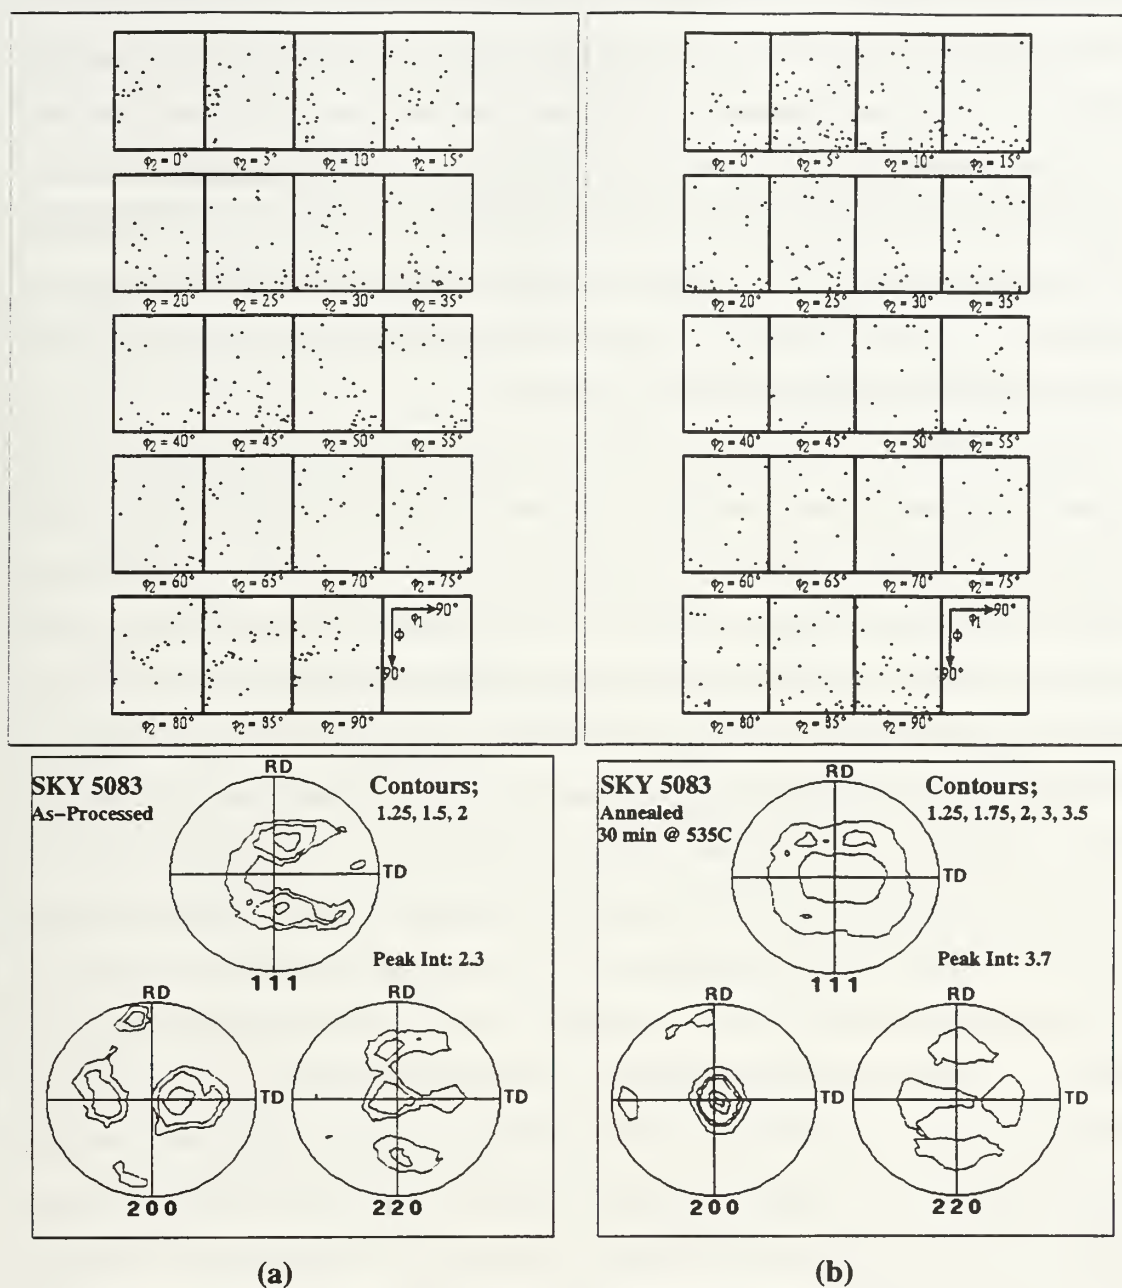 φ₂ = 0° φ₂ = 5° φ₂ = 10° φ₂ = 15°
φ₂ = 20° φ₂ = 25° φ₂ = 30° φ₂ = 35°
φ₂ = 40° φ₂ = 45° φ₂ = 50° φ₂ = 55°
φ₂ = 60° φ₂ = 65° φ₂ = 70° φ₂ = 75°
90°
φ₁
Φ
90°
φ₂ = 80° φ₂ = 85° φ₂ = 90°
SKY 5083
As-Processed
Contours;
1.25, 1.5, 2
RD
TD
111
Peak Int: 2.3
RD
TD
200
RD
TD
220
(a)
φ₂ = 0° φ₂ = 5° φ₂ = 10° φ₂ = 15°
φ₂ = 20° φ₂ = 25° φ₂ = 30° φ₂ = 35°
φ₂ = 40° φ₂ = 45° φ₂ = 50° φ₂ = 55°
φ₂ = 60° φ₂ = 65° φ₂ = 70° φ₂ = 75°
90°
φ₁
Φ
90°
φ₂ = 80° φ₂ = 85° φ₂ = 90°
SKY 5083
Annealed
30 min @ 535C
Contours;
1.25, 1.75, 2, 3, 3.5
RD
TD
111
Peak Int: 3.7
RD
TD
200
RD
TD
220
(b)